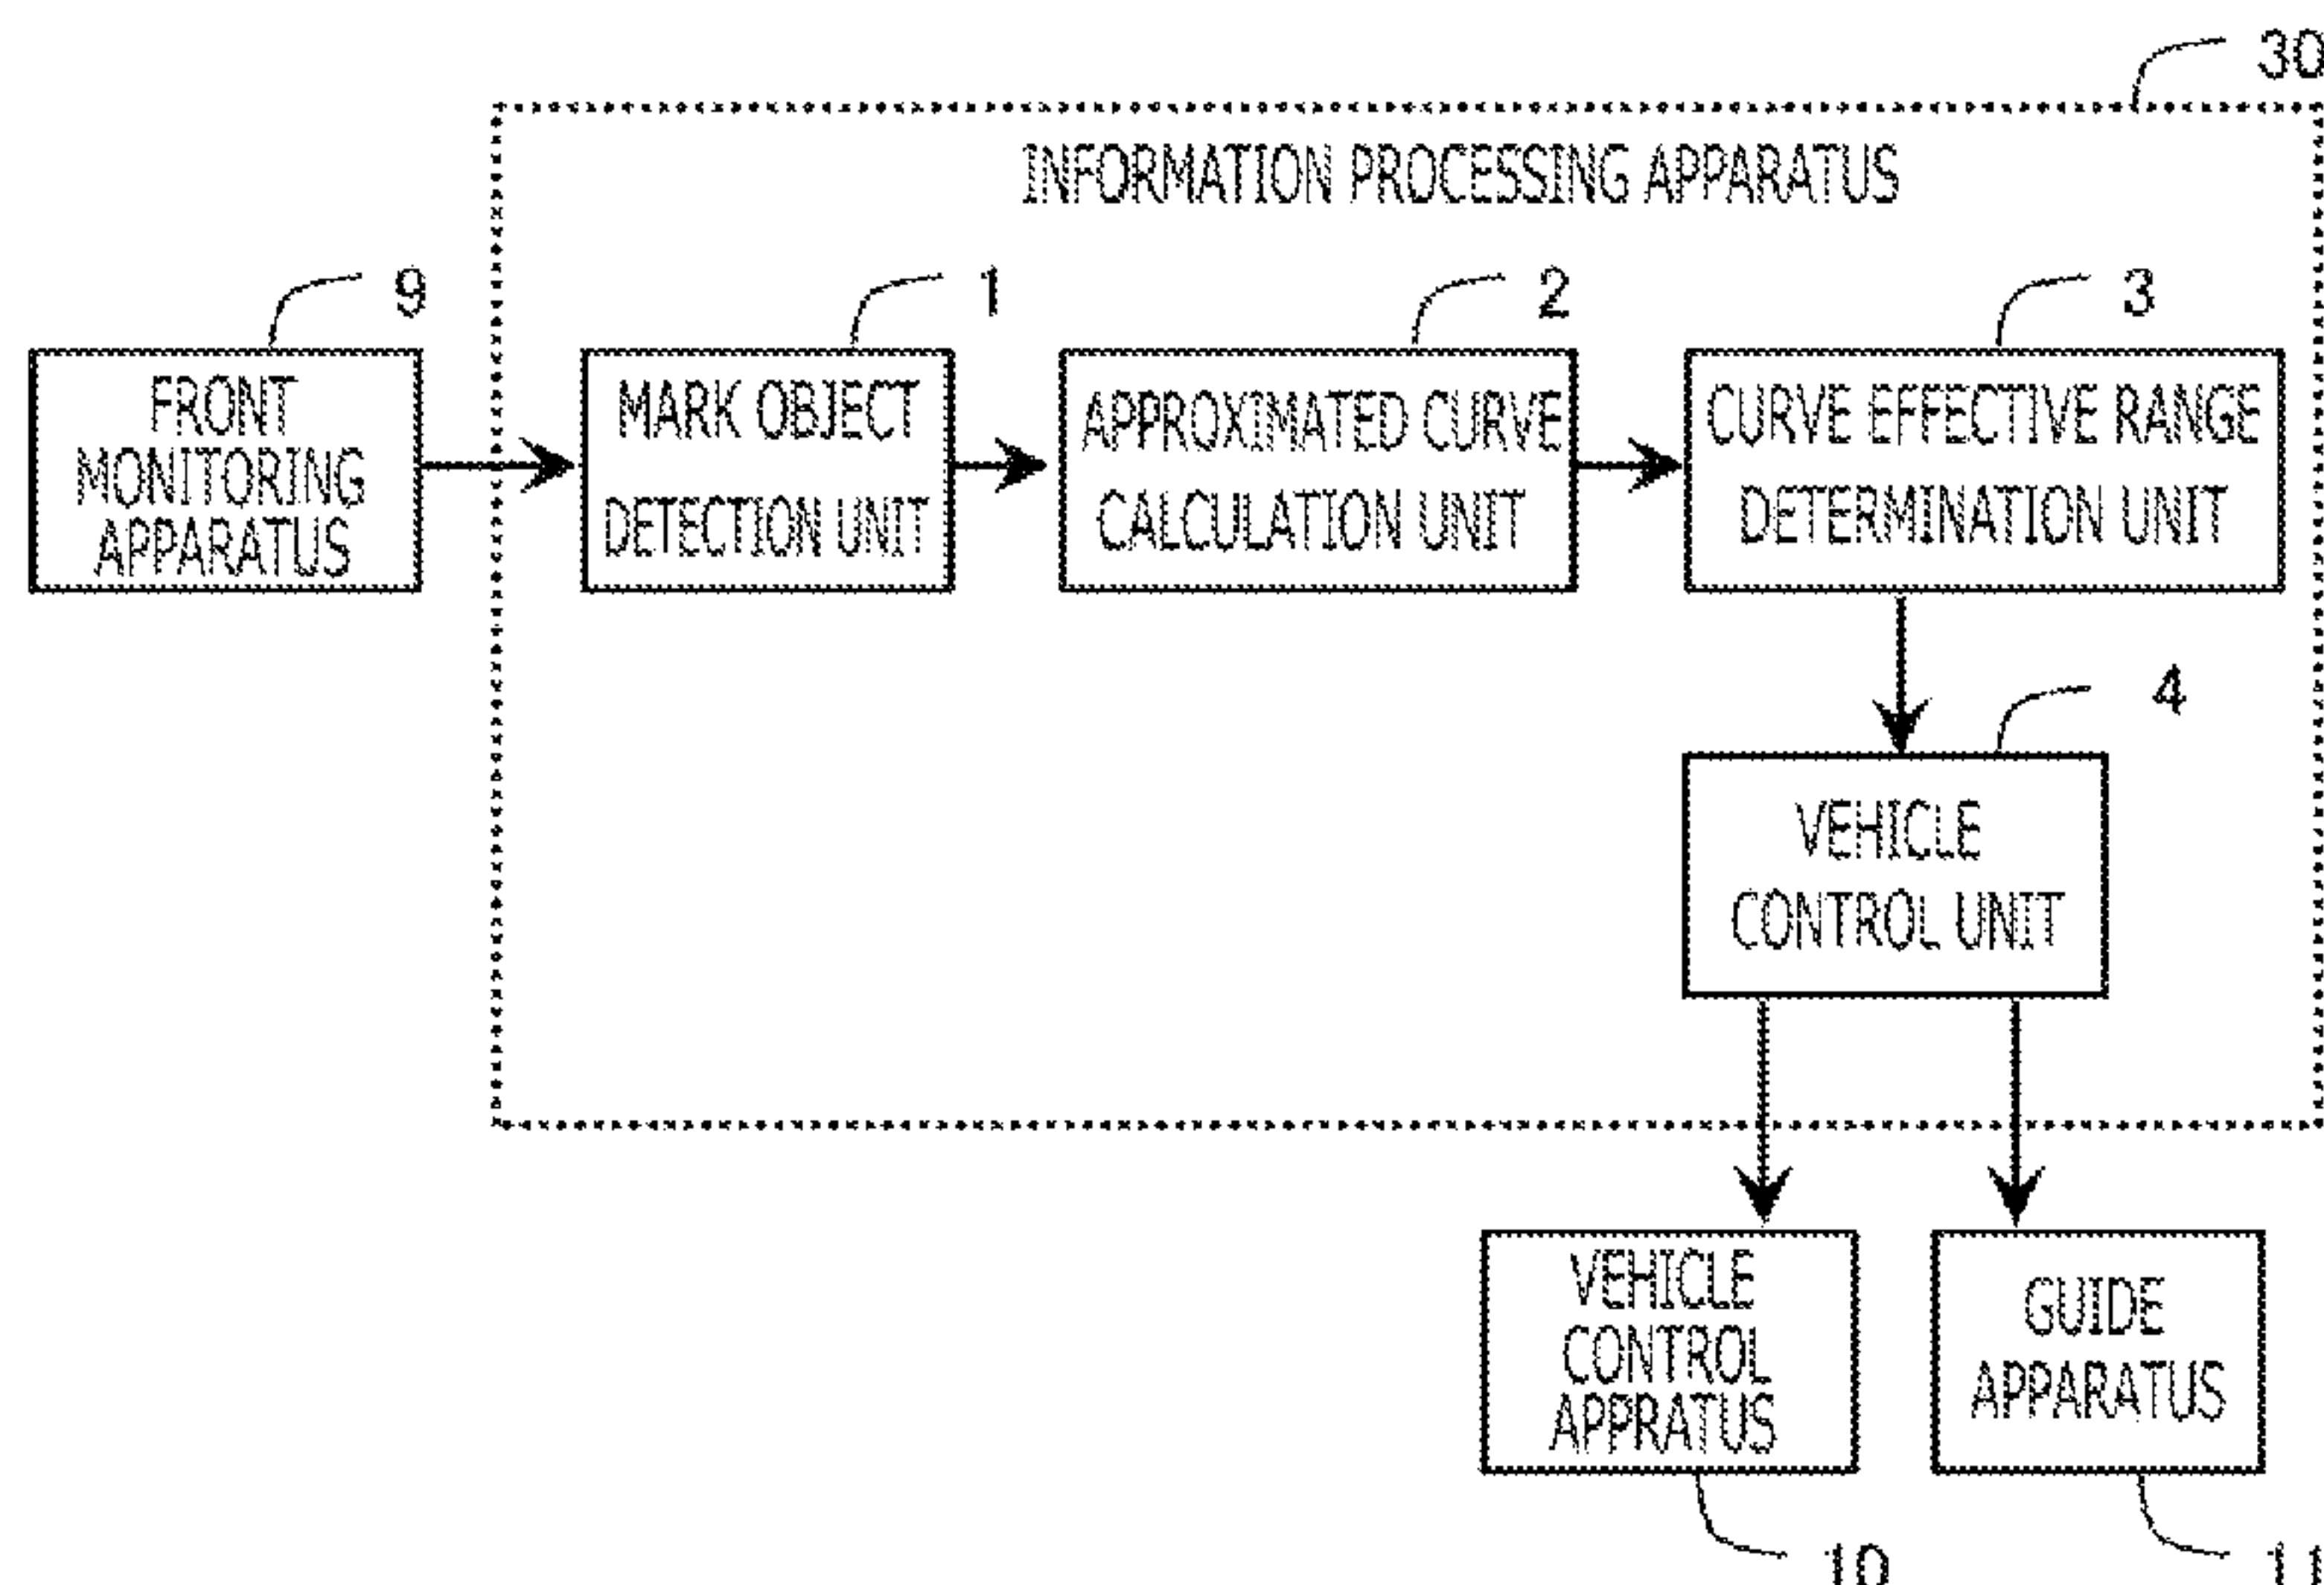 30
INFORMATION PROCESSING APPARATUS
9
1
2
3
FRONT
MONITORING
APPARATUS
MARK OBJECT
DETECTION UNIT
APPROXIMATED CURVE
CALCULATION UNIT
CURVE EFFECTIVE RANGE
DETERMINATION UNIT
4
VEHICLE
CONTROL UNIT
VEHICLE
CONTROL
APPRATUS
GUIDE
APPARATUS
10
11